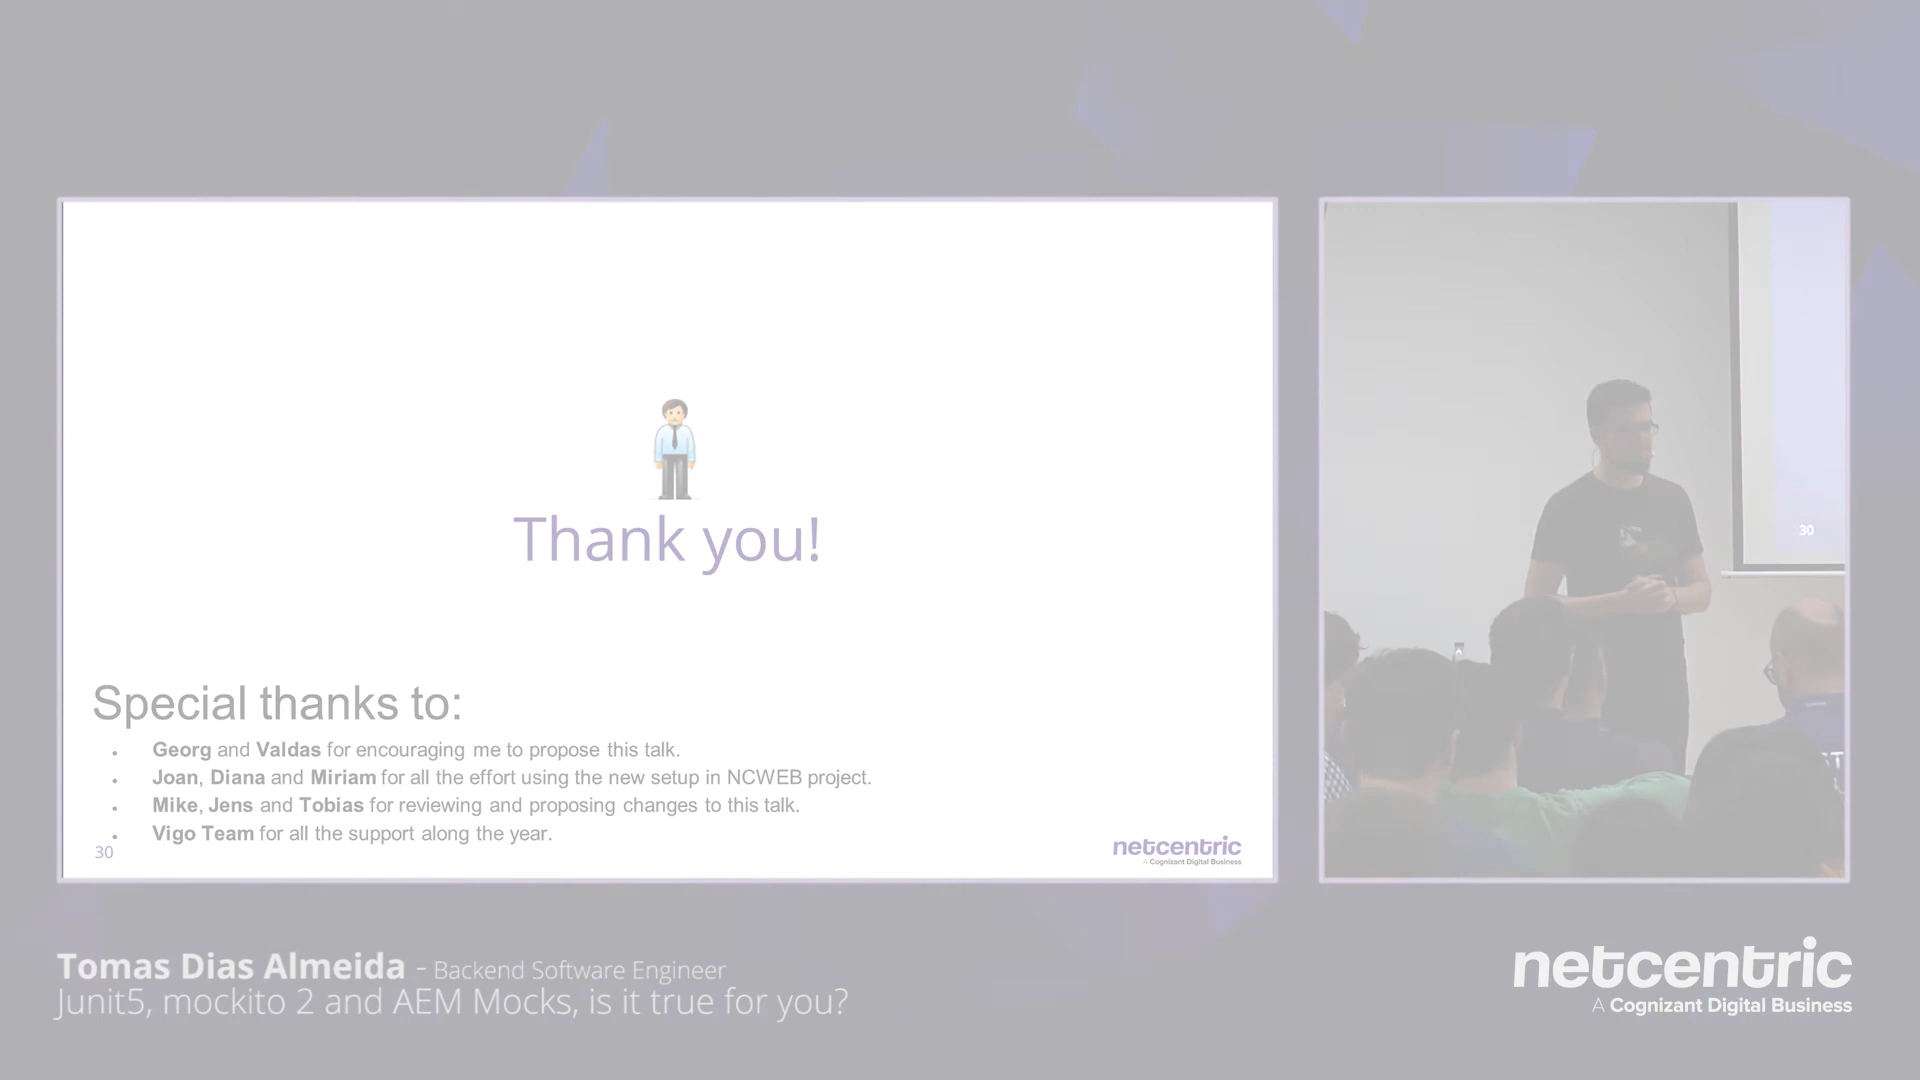 Thank you!
Special thanks to:
• Georg and Valdas for encouraging me to propose this talk.
• Joan, Diana and Miriam for all the effort using the new setup in NCWEB project.
• Mike, Jens and Tobias for reviewing and proposing changes to this talk.
• Vigo Team for all the support along the year.
30
netcentric
A Cognizant Digital Business
30
Tomas Dias Almeida - Backend Software Engineer
Junit5, mockito 2 and AEM Mocks, is it true for you?
netcentric
A Cognizant Digital Business